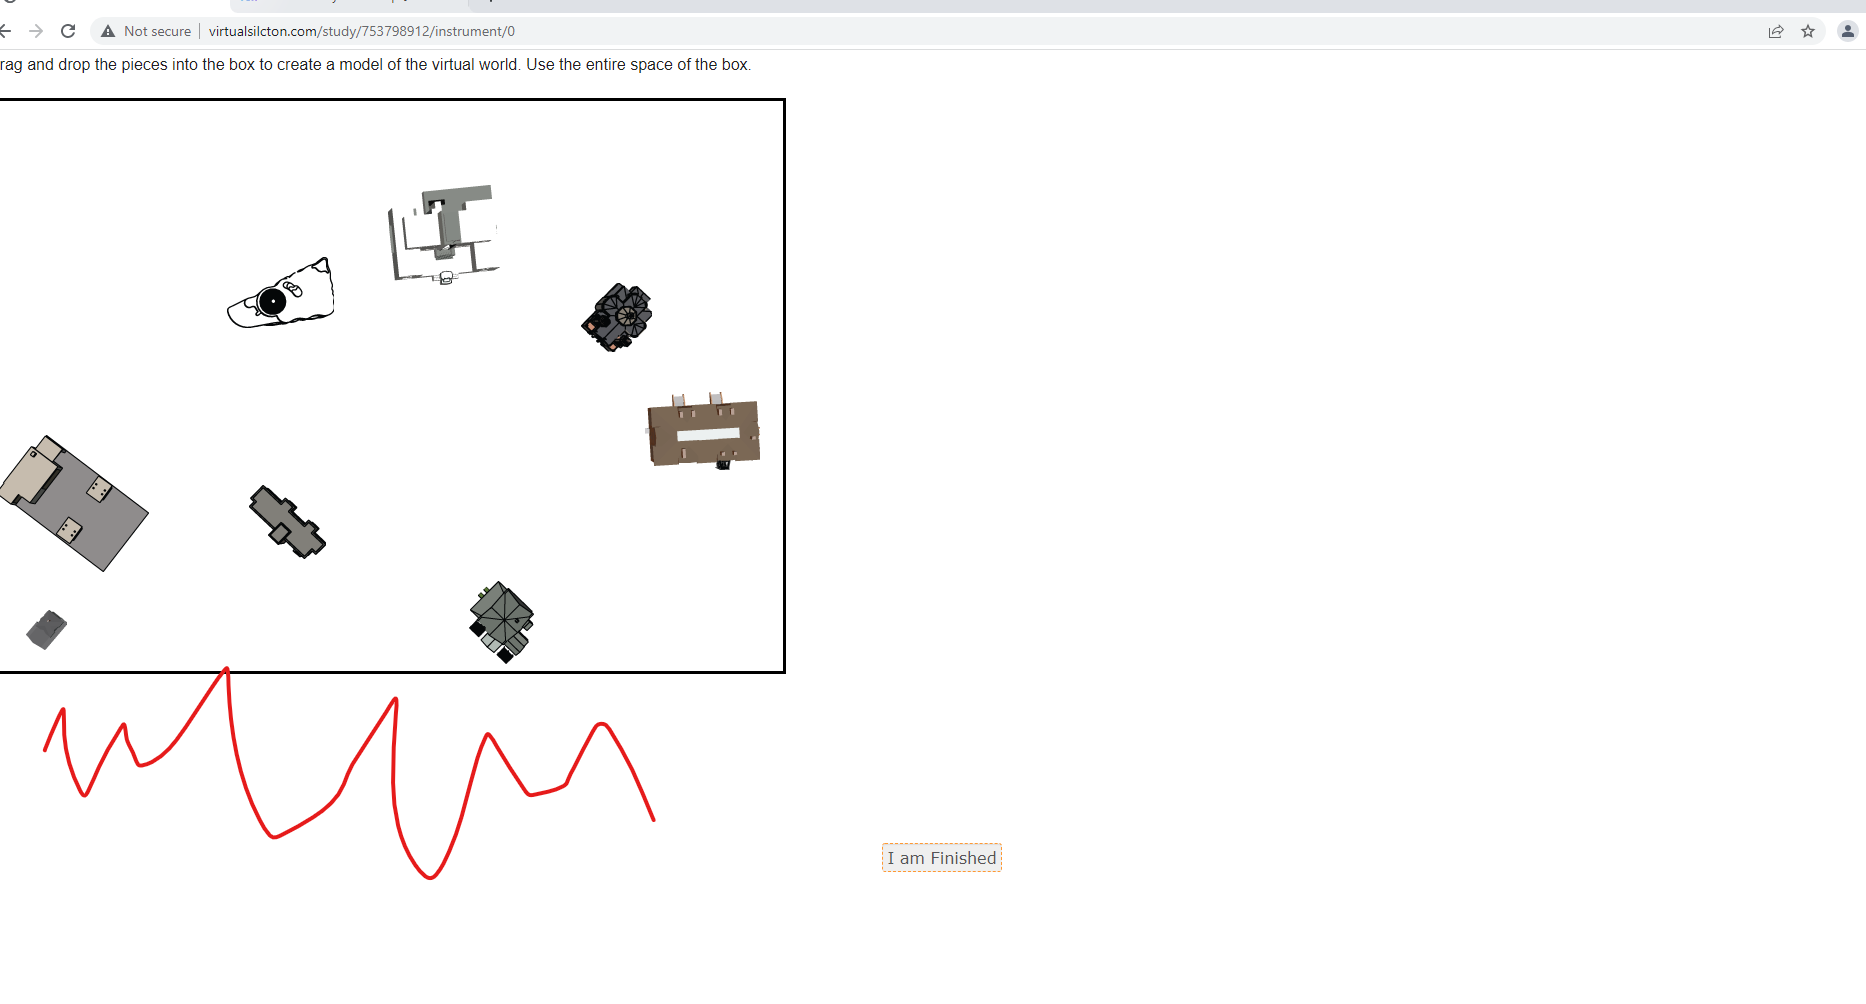 Not secure
virtualsilcton.com/study/753798912/instrument/0
rag and drop the pieces into the box to create a model of the virtual world. Use the entire space of the box.
I am Finished